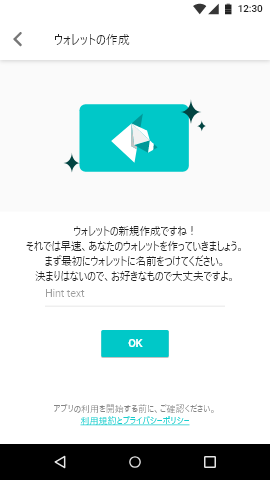 12:30
ウォレットの作成
ウォレットの新規作成ですね！
それでは早速、あなたのウォレットを作っていきましょう。
まず最初にウォレットに名前をつけてください。
決まりはないので、お好きなもので大丈夫ですよ。
Hint text
OK
アプリの利用を開始する前に、ご確認ください。
利用規約とプライバシーポリシー